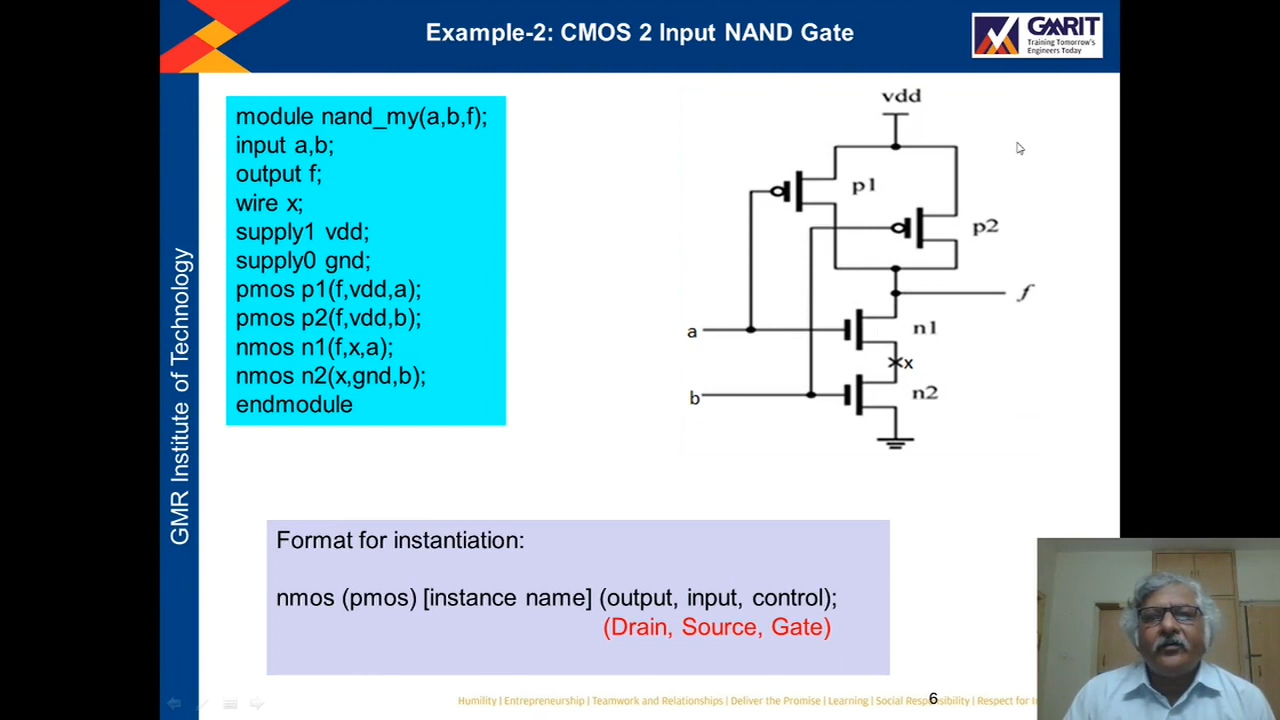 Example-2: CMOS 2 Input NAND Gate
GMRIT
Training Tomorrow's
Engineers Today
GMR Institute of Technology
module nand_my(a,b,f);
input a,b;
output f;
wire x;
supply1 vdd;
supply0 gnd;
pmos p1(f,vdd,a);
pmos p2(f,vdd,b);
nmos n1(f,x,a);
nmos n2(x,gnd,b);
endmodule
vdd
p1
p2
f
a
n1
x
b
n2
Format for instantiation:
nmos (pmos) [instance name] (output, input, control);
(Drain, Source, Gate)
Humility | Entrepreneurship | Teamwork and Relationships | Deliver the Promise | Learning | Social Responsibility | Respect for
6